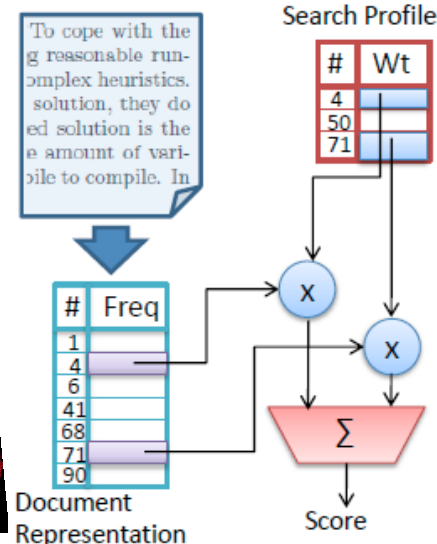 Search Profile
To cope with the
g reasonable run-
omplex heuristics.
solution, they do
ed solution is the
e amount of vari-
pile to compile. In
# Wt
4
50
71
x
x
# Freq
1
4
6
41
68
71
90
Σ
Document
Representation
Score